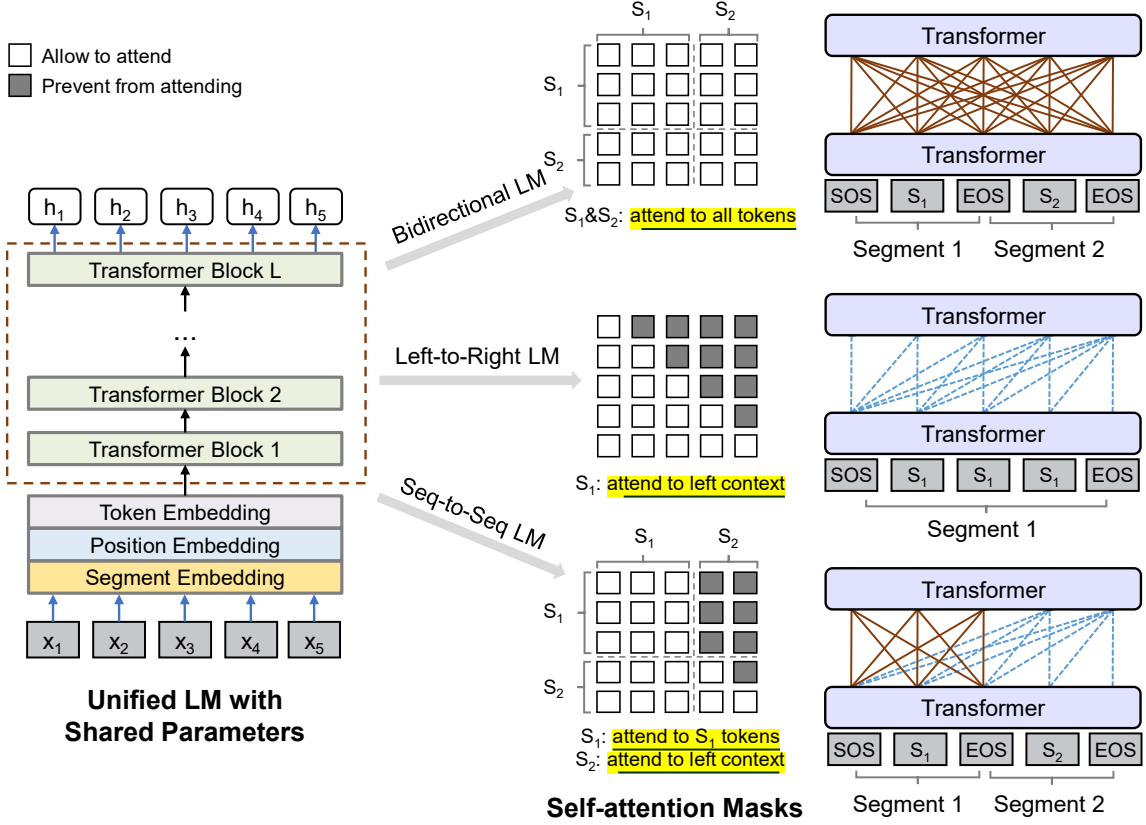 Allow to attend
Prevent from attending
h1 h2 h3 h4 h5
Transformer Block L
...
Transformer Block 2
Transformer Block 1
Token Embedding
Position Embedding
Segment Embedding
x1 x2 x3 x4 x5
Unified LM with
Shared Parameters
Bidirectional LM
Left-to-Right LM
Seq-to-Seq LM
S1 S2
S1
S2
S1&S2: attend to all tokens
Transformer
Transformer
SOS S1 EOS S2 EOS
Segment 1 Segment 2
S1: attend to left context
Transformer
Transformer
SOS S1 S1 S1 EOS
Segment 1
S1 S2
S1
S2
S1: attend to S1 tokens
S2: attend to left context
Transformer
Transformer
SOS S1 EOS S2 EOS
Segment 1 Segment 2
Self-attention Masks